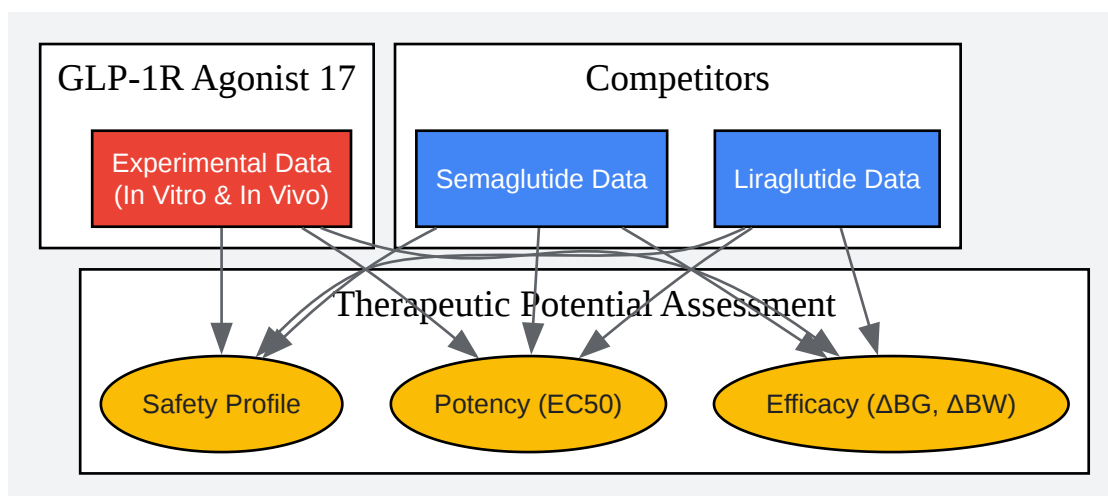 GLP-1R Agonist 17
Competitors
Experimental Data
(In Vitro & In Vivo)
Semaglutide Data
Liraglutide Data
Therapeutic Potential Assessment
Safety Profile
Potency (EC50)
Efficacy (ΔBG, ΔBW)